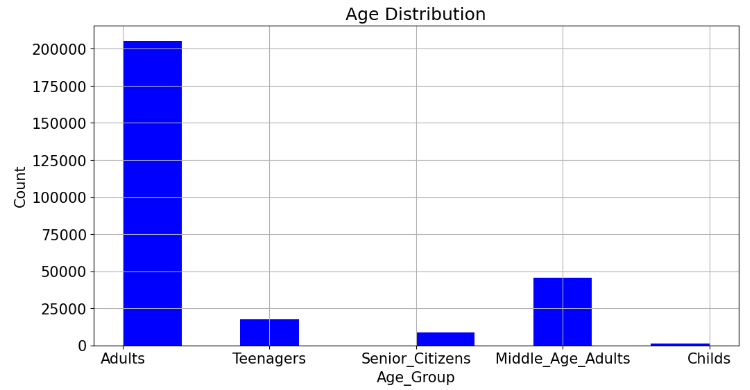 Age Distribution
200000
175000
150000
125000
100000
75000
50000
25000
0
Count
Adults Teenagers Senior_Citizens Middle_Age_Adults Childs
Age_Group